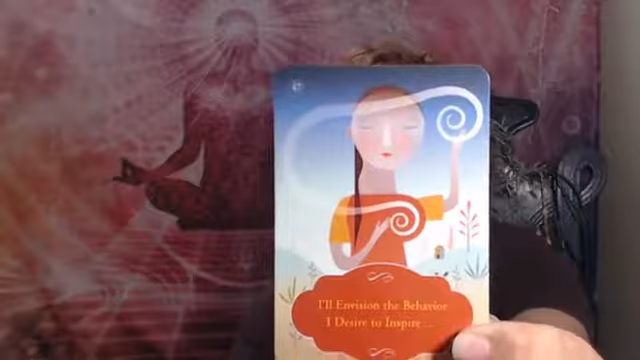 I'll Envision the Behavior
I Desire to Inspire ...